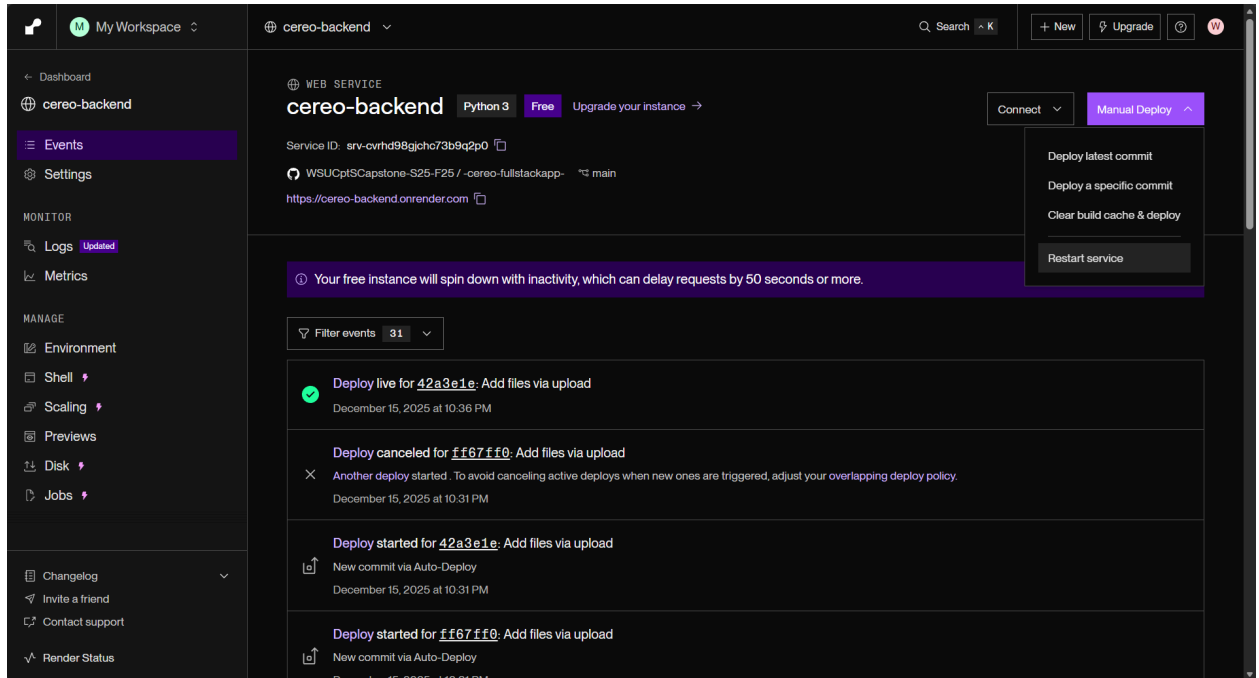 M My Workspace
cereo-backend
Search ⌃ K
+ New
Upgrade
W
← Dashboard
cereo-backend
Events
Settings
MONITOR
Logs Updated
Metrics
MANAGE
Environment
Shell
Scaling
Previews
Disk
Jobs
Changelog
Invite a friend
Contact support
Render Status
WEB SERVICE
cereo-backend Python 3 Free Upgrade your instance →
Service ID: srv-cvrhd98gjchc73b9q2p0
WSUCptSCapstone-S25-F25 / -cereo-fullstackapp- main
https://cereo-backend.onrender.com
Connect
Manual Deploy
Deploy latest commit
Deploy a specific commit
Clear build cache & deploy
Restart service
Your free instance will spin down with inactivity, which can delay requests by 50 seconds or more.
Filter events 31
Deploy live for 42a3e1e: Add files via upload
December 15, 2025 at 10:36 PM
Deploy canceled for ff67ff0: Add files via upload
Another deploy started . To avoid canceling active deploys when new ones are triggered, adjust your overlapping deploy policy.
December 15, 2025 at 10:31 PM
Deploy started for 42a3e1e: Add files via upload
New commit via Auto-Deploy
December 15, 2025 at 10:31 PM
Deploy started for ff67ff0: Add files via upload
New commit via Auto-Deploy